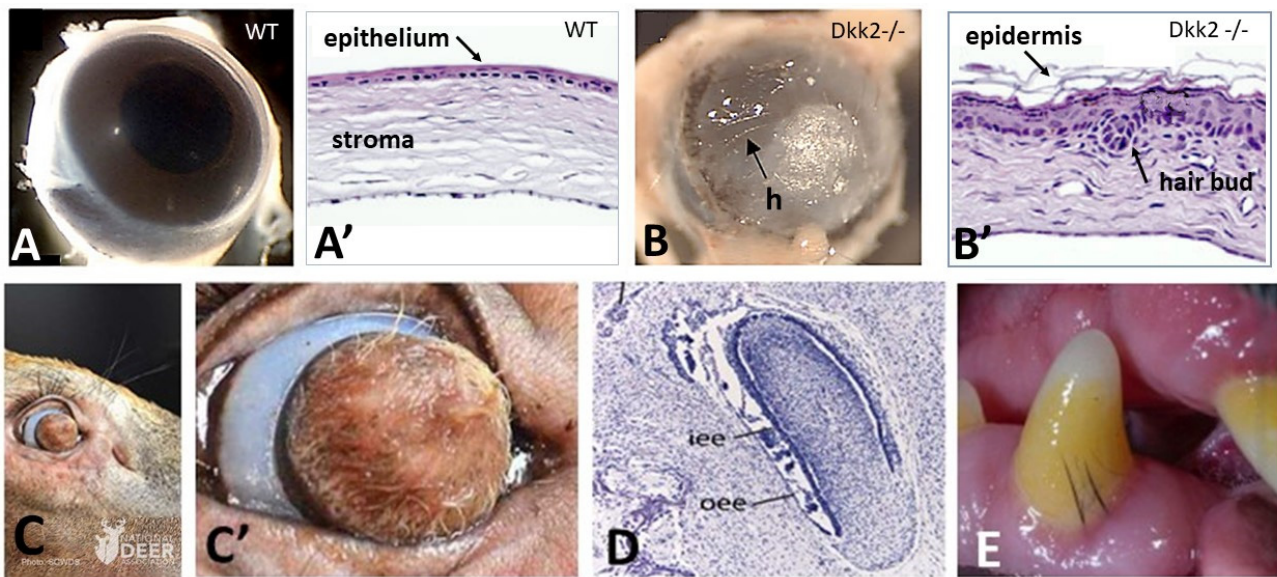 WT
A
epithelium
WT
stroma
A’
Dkk2-/-
h
B
epidermis
Dkk2 -/-
hair bud
B’
C
NATIONAL
DEER
ASSOCIATION
C’
iee
oee
D
E